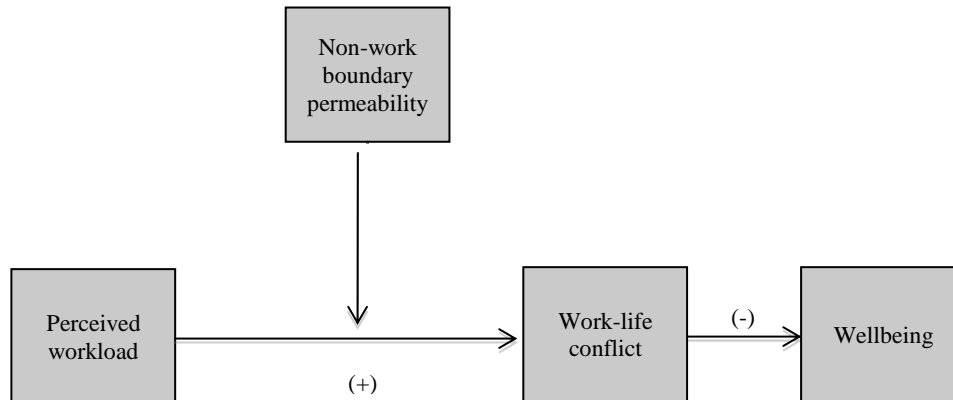 Non-work
boundary
permeability
Perceived
workload
(+)
Work-life
conflict
(-)
Wellbeing